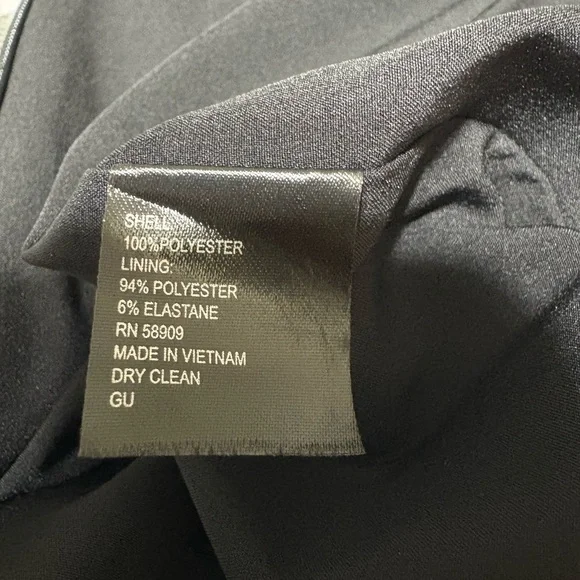 SHELL:
100%POLYESTER
LINING:
94% POLYESTER
6% ELASTANE
RN 58909
MADE IN VIETNAM
DRY CLEAN
GU